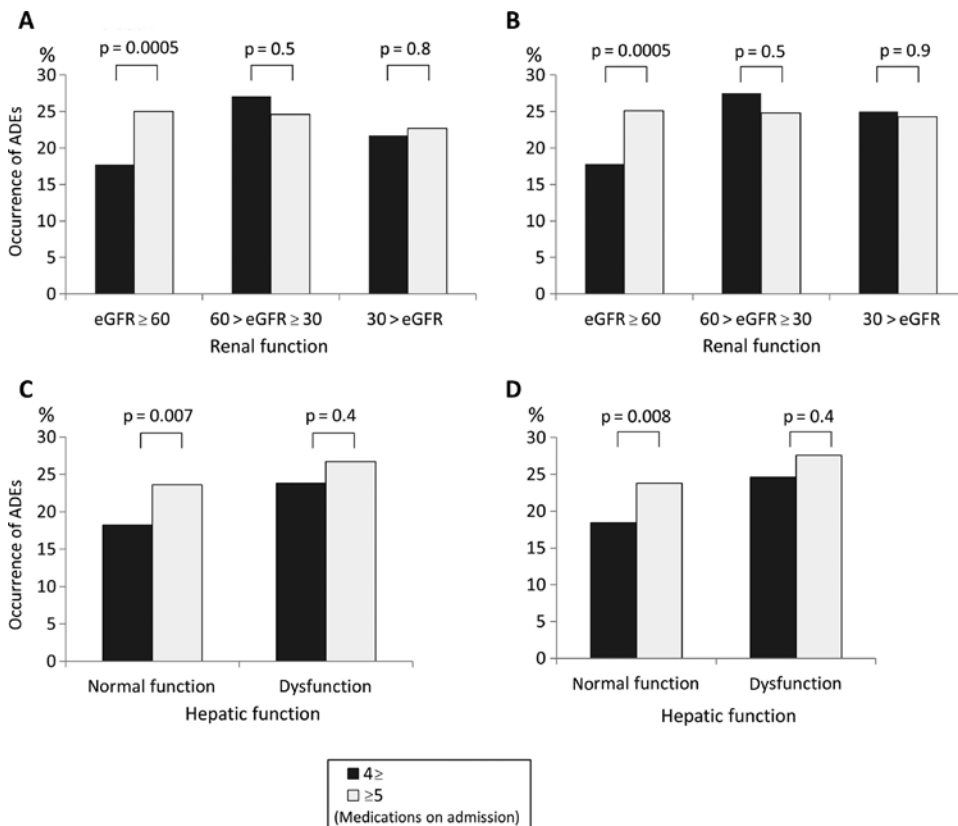 A
%
p = 0.0005
p = 0.5
p = 0.8
30
25
20
15
10
5
0
Occurrence of ADEs
eGFR ≥ 60
60 > eGFR ≥ 30
30 > eGFR
Renal function
B
%
p = 0.0005
p = 0.5
p = 0.9
30
25
20
15
10
5
0
eGFR ≥ 60
60 > eGFR ≥ 30
30 > eGFR
Renal function
C
%
p = 0.007
p = 0.4
30
25
20
15
10
5
0
Occurrence of ADEs
Normal function
Dysfunction
Hepatic function
D
%
p = 0.008
p = 0.4
30
25
20
15
10
5
0
Normal function
Dysfunction
Hepatic function
4≥
≥5
(Medications on admission)